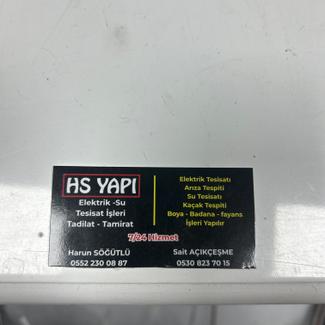 HS YAPI
Elektrik -Su
Tesisat İşleri
Tadilat - Tamirat
Elektrik Tesisatı
Arıza Tespiti
Su Tesisatı
Kaçak Tespiti
Boya - Badana - fayans
İşleri Yapılır
7/24 Hizmet
Harun SÖĞÜTLÜ
0552 230 08 87
Sait AÇIKÇEŞME
0530 823 70 15